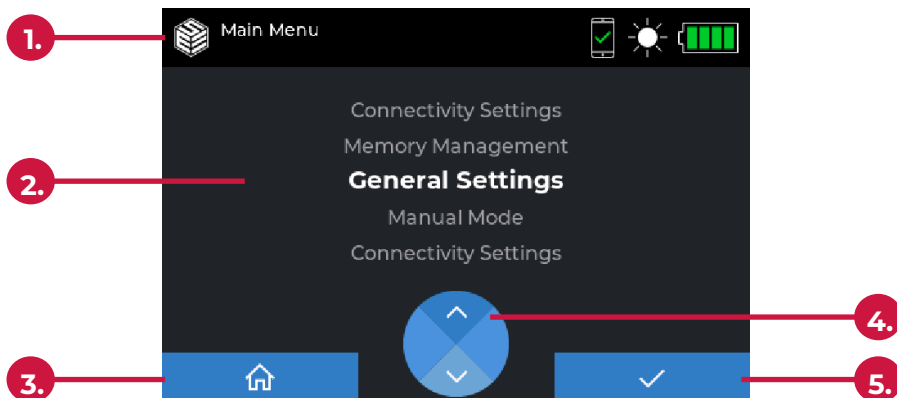 1.
Main Menu
Connectivity Settings
Memory Management
2.
General Settings
Manual Mode
Connectivity Settings
4.
3.
5.